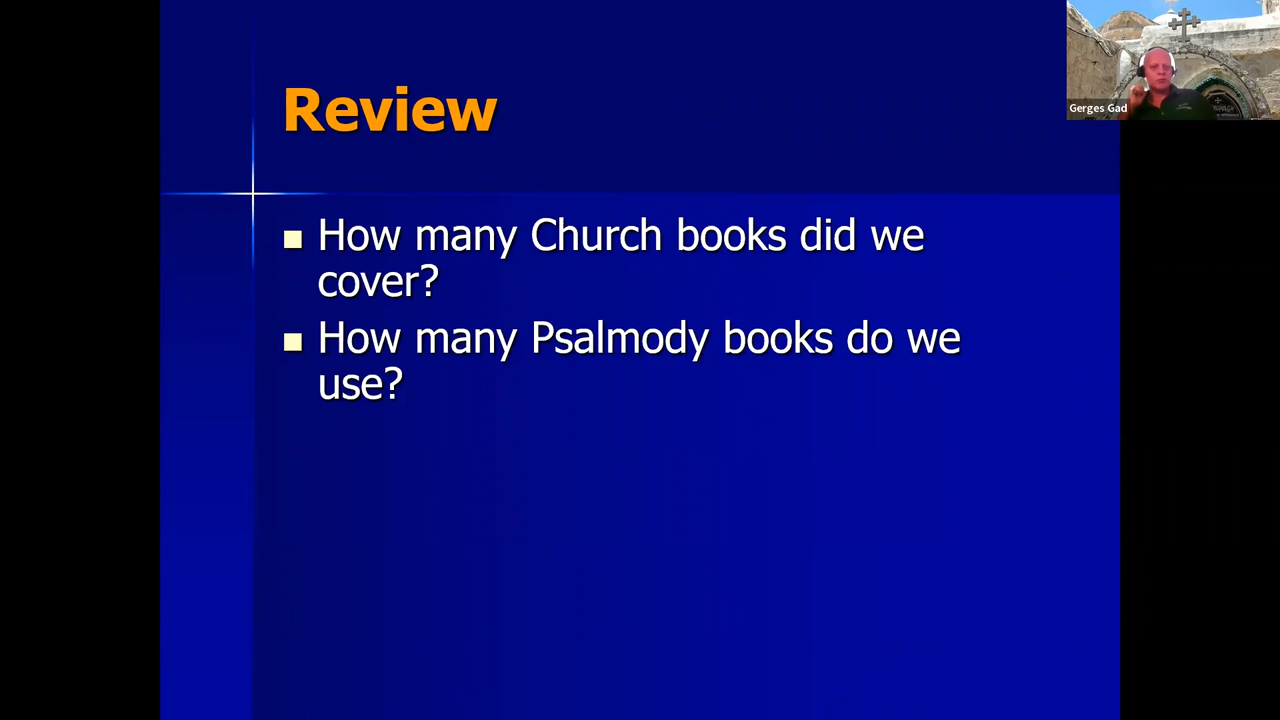 Review
How many Church books did we
cover?
How many Psalmody books do we
use?
Gerges Gad